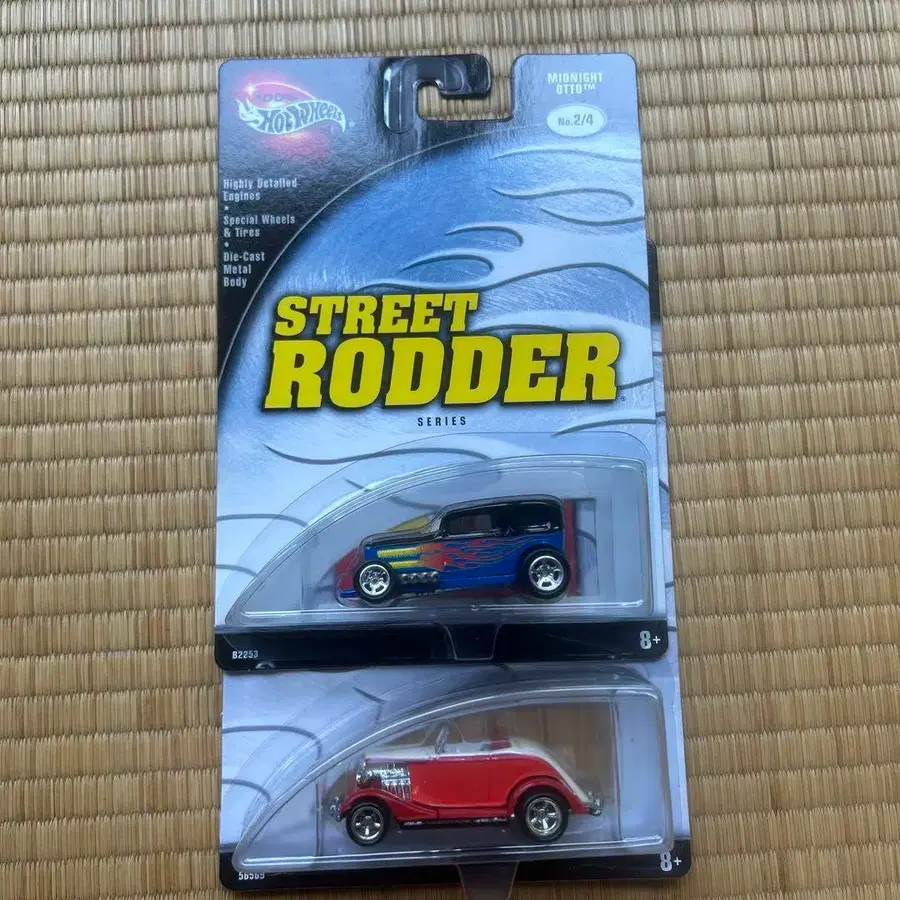 HOT WHEELS
MIDNIGHT
OTTO™
No.2/4
Highly Detailed
Engines
•
Special Wheels
& Tires
•
Die-Cast
Metal
Body
STREET
RODDER®
SERIES
B2253
8+
8+